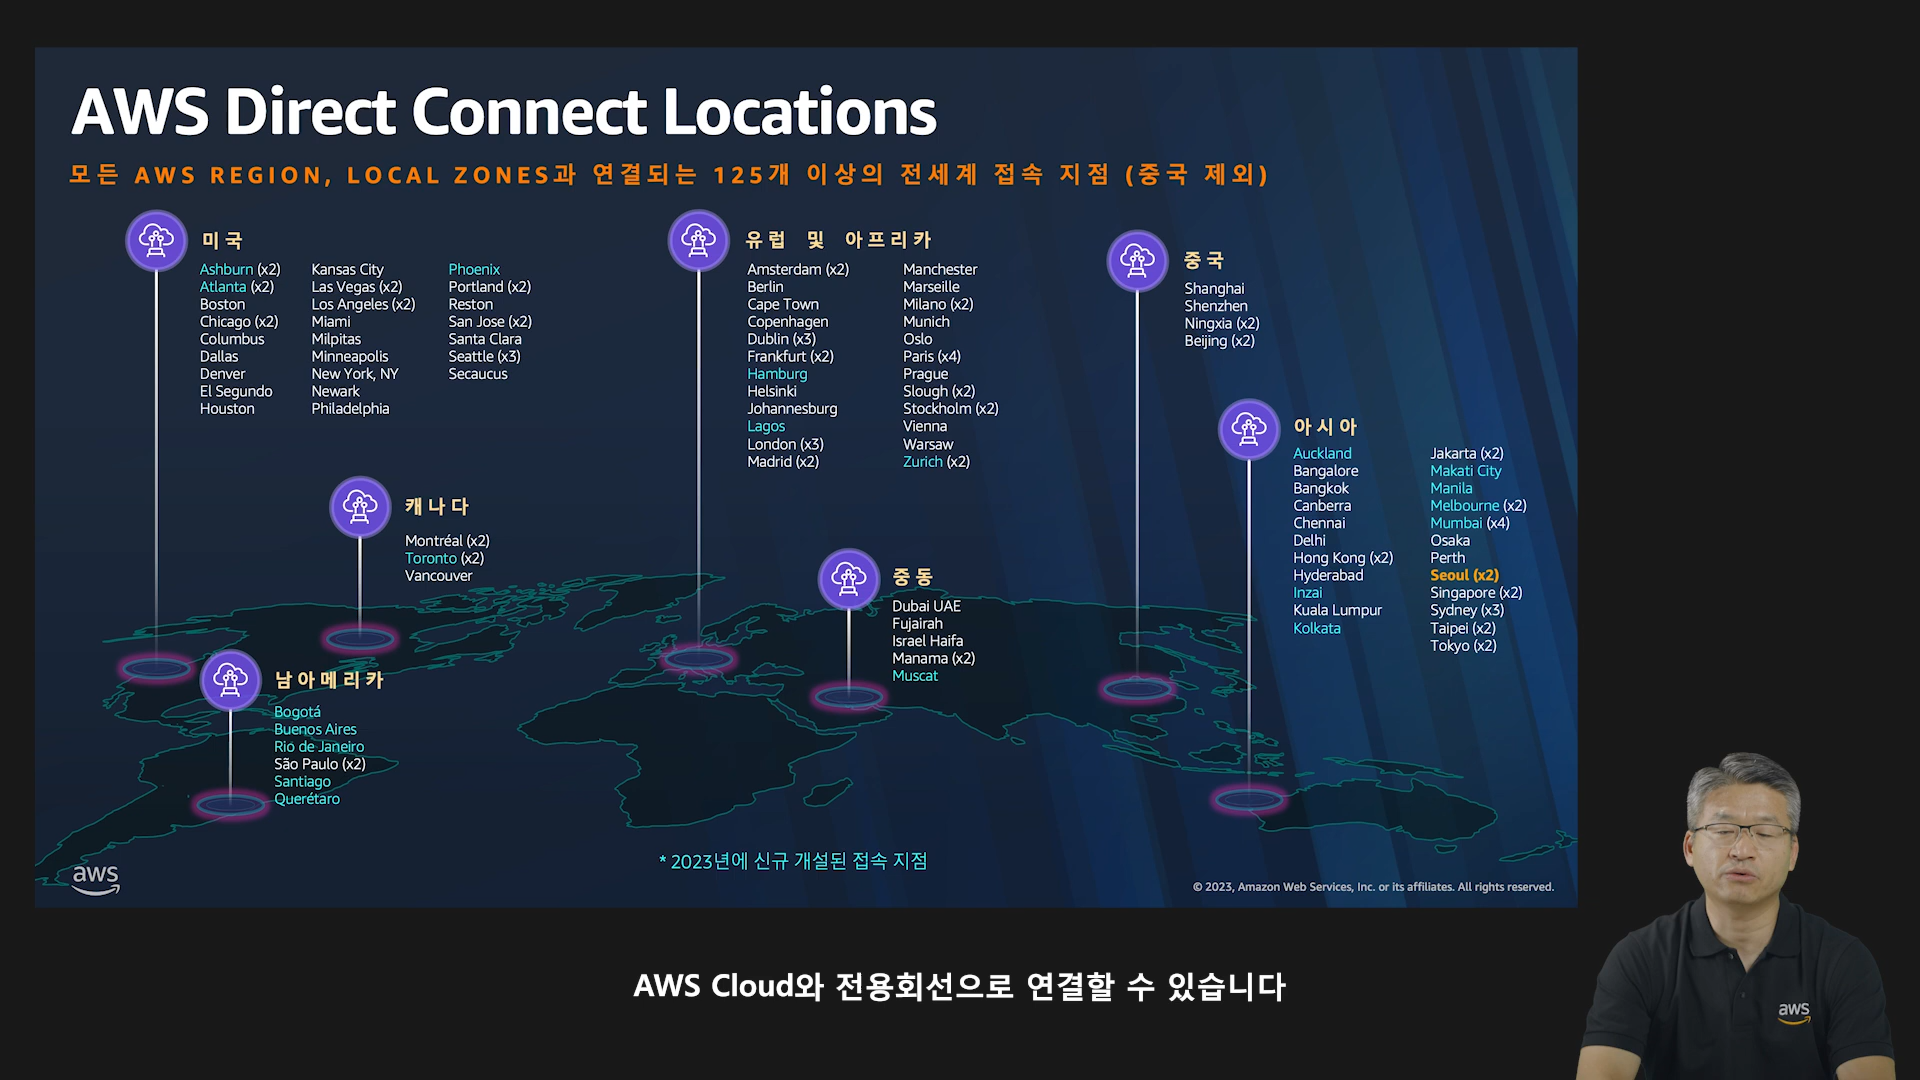 AWS Direct Connect Locations
모든 AWS REGION, LOCAL ZONES과 연결되는 125개 이상의 전세계 접속 지점 (중국 제외)
미국
Ashburn (x2)
Atlanta (x2)
Boston
Chicago (x2)
Columbus
Dallas
Denver
El Segundo
Houston
Kansas City
Las Vegas (x2)
Los Angeles (x2)
Miami
Milpitas
Minneapolis
New York, NY
Newark
Philadelphia
Phoenix
Portland (x2)
Reston
San Jose (x2)
Santa Clara
Seattle (x3)
Secaucus
캐나다
Montréal (x2)
Toronto (x2)
Vancouver
남아메리카
Bogotá
Buenos Aires
Rio de Janeiro
São Paulo (x2)
Santiago
Querétaro
유럽 및 아프리카
Amsterdam (x2)
Berlin
Cape Town
Copenhagen
Dublin (x3)
Frankfurt (x2)
Hamburg
Helsinki
Johannesburg
Lagos
London (x3)
Madrid (x2)
Manchester
Marseille
Milano (x2)
Munich
Oslo
Paris (x4)
Prague
Slough (x2)
Stockholm (x2)
Vienna
Warsaw
Zurich (x2)
중동
Dubai UAE
Fujairah
Israel Haifa
Manama (x2)
Muscat
중국
Shanghai
Shenzhen
Ningxia (x2)
Beijing (x2)
아시아
Auckland
Bangalore
Bangkok
Canberra
Chennai
Delhi
Hong Kong (x2)
Hyderabad
Inzai
Kuala Lumpur
Kolkata
Jakarta (x2)
Makati City
Manila
Melbourne (x2)
Mumbai (x4)
Osaka
Perth
Seoul (x2)
Singapore (x2)
Sydney (x3)
Taipei (x2)
Tokyo (x2)
* 2023년에 신규 개설된 접속 지점
aws
© 2023, Amazon Web Services, Inc. or its affiliates. All rights reserved.
AWS Cloud와 전용회선으로 연결할 수 있습니다
aws